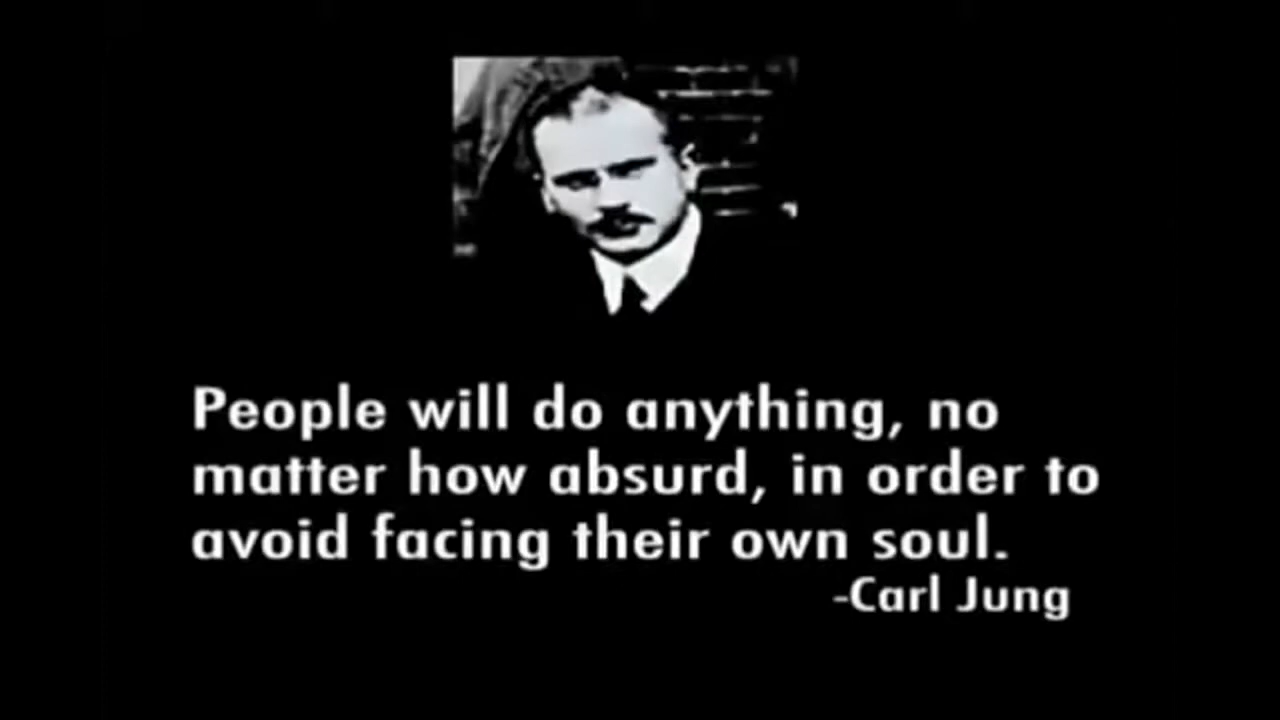 People will do anything, no
matter how absurd, in order to
avoid facing their own soul.
-Carl Jung